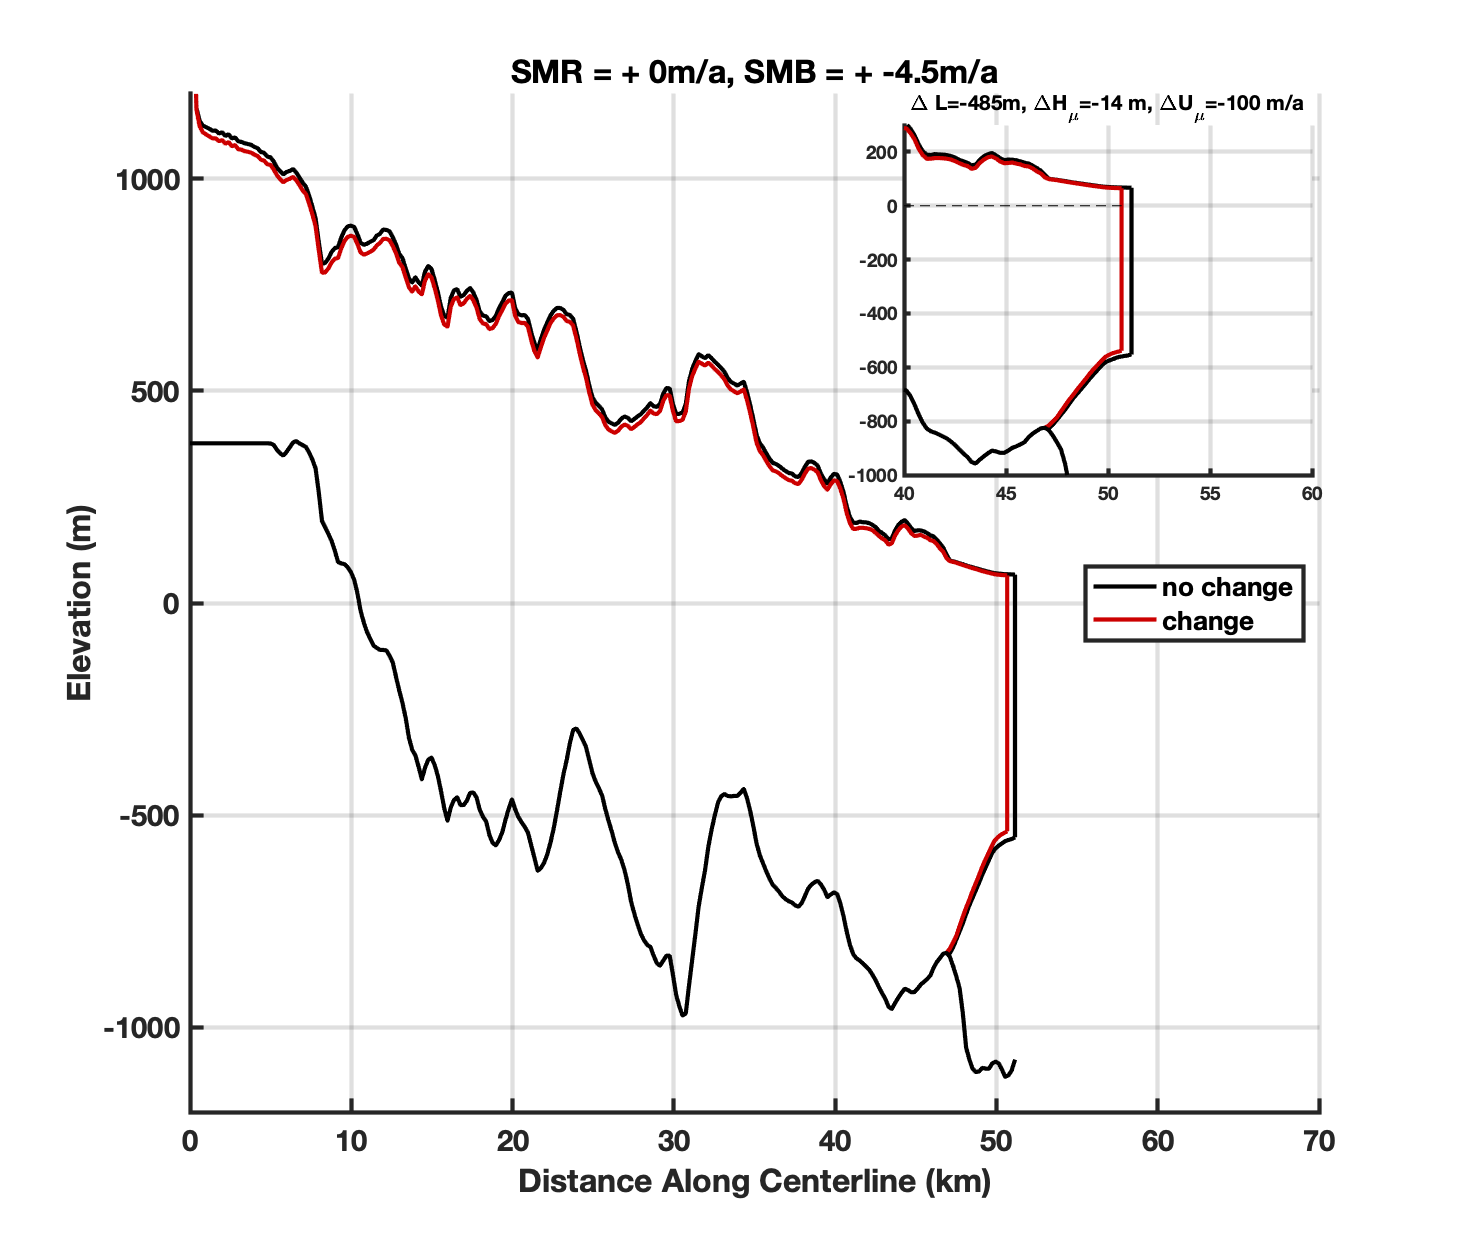 SMR = + 0m/a, SMB = + -4.5m/a
Δ L=-485m, ΔHμ=-14 m, ΔUμ=-100 m/a
200
0
-200
-400
-600
-800
-1000
40 45 50 55 60
1000
500
0
-500
-1000
Elevation (m)
no change
change
0 10 20 30 40 50 60 70
Distance Along Centerline (km)